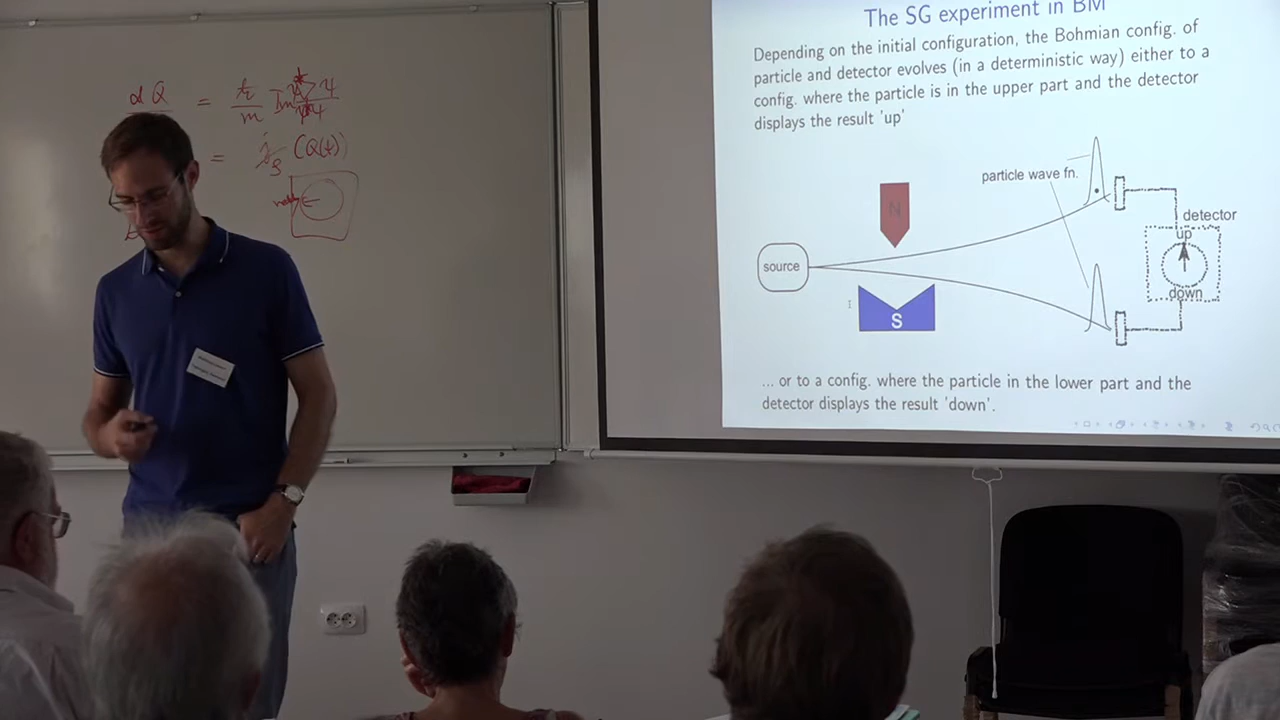 dQ = ħ/m Im ψ*∇ψ/ψ*ψ
= j (Q(t))
The SG experiment in BM
Depending on the initial configuration, the Bohmian config. of
particle and detector evolves (in a deterministic way) either to a
config. where the particle is in the upper part and the detector
displays the result 'up'
particle wave fn.
N
detector
up
source
down
S
... or to a config. where the particle in the lower part and the
detector displays the result 'down'.